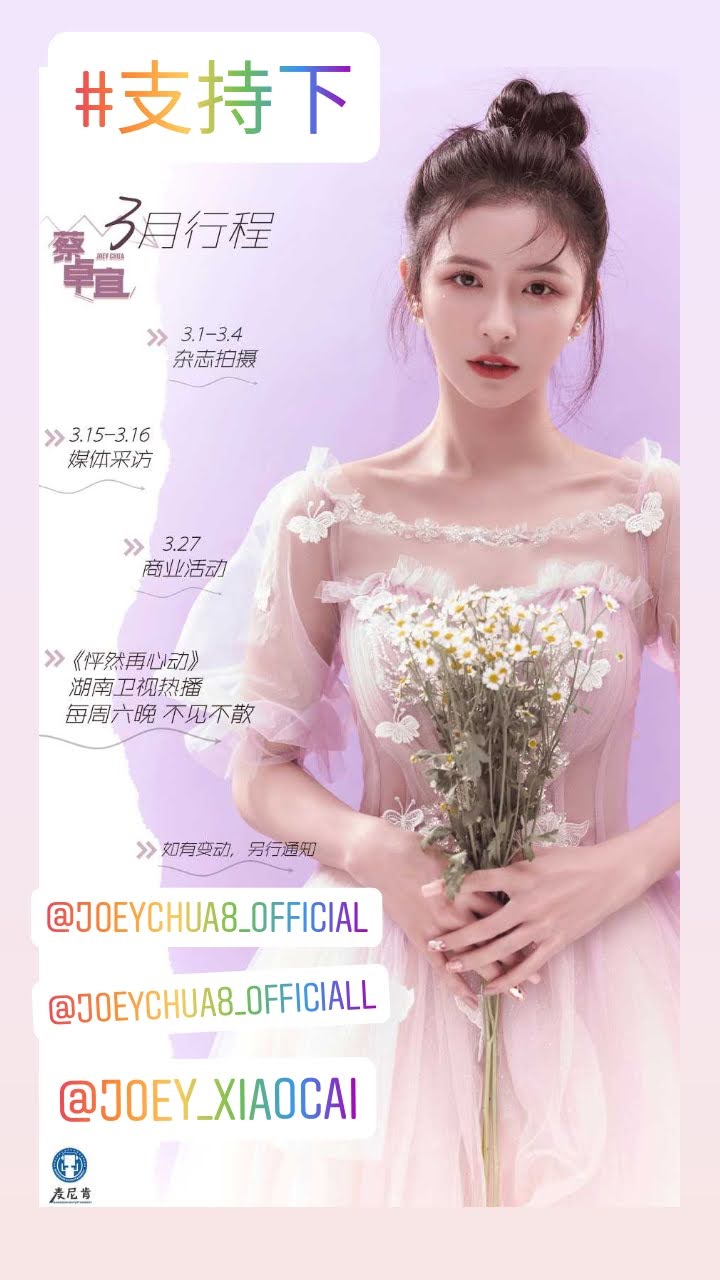 #支持下
3月行程
蔡卓宜
JOEY CHUA
3.1-3.4
杂志拍摄
3.15-3.16
媒体采访
3.27
商业活动
《怦然再心动》
湖南卫视热播
每周六晚 不见不散
如有变动，另行通知
@JOEYCHUA8_OFFICIAL
@JOEYCHUA8_OFFICIALL
@JOEY_XIAOCAI
麦尼肯